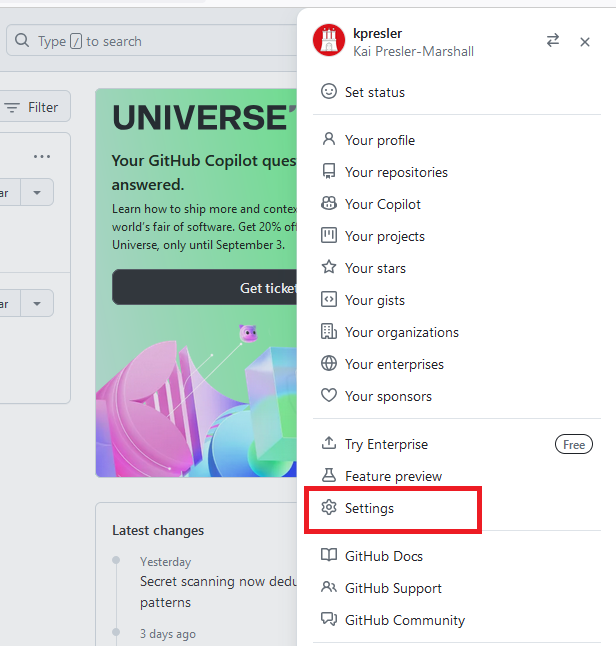 Type / to search
Filter
ar
ar
UNIVERSE
Your GitHub Copilot ques
answered.
Learn how to ship more and contex
world's fair of software. Get 20% off
Universe, only until September 3.
Get ticket
Latest changes
Yesterday
Secret scanning now dedu
patterns
3 days ago
kpresler
Kai Presler-Marshall
Set status
Your profile
Your repositories
Your Copilot
Your projects
Your stars
Your gists
Your organizations
Your enterprises
Your sponsors
Try Enterprise
Free
Feature preview
Settings
GitHub Docs
GitHub Support
GitHub Community